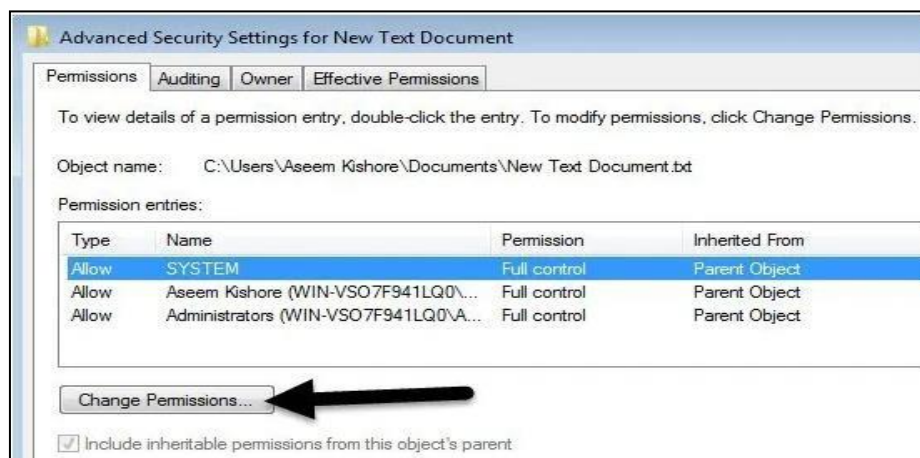 Advanced Security Settings for New Text Document
Permissions Auditing Owner Effective Permissions
To view details of a permission entry, double-click the entry. To modify permissions, click Change Permissions.
Object name: C:\Users\Aseem Kishore\Documents\New Text Document.txt
Permission entries:
Type Name Permission Inherited From
Allow SYSTEM Full control Parent Object
Allow Aseem Kishore (WIN-VSO7F941LQ0\... Full control Parent Object
Allow Administrators (WIN-VSO7F941LQ0\A... Full control Parent Object
Change Permissions...
Include inheritable permissions from this object's parent